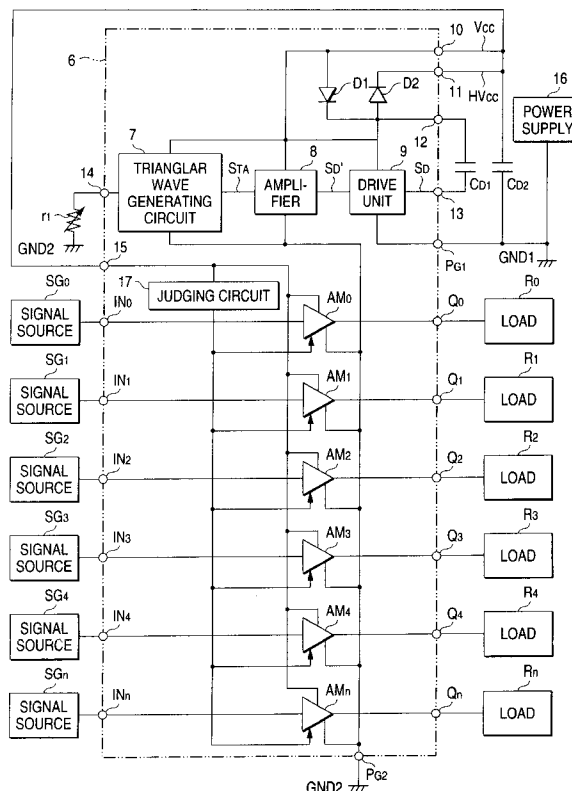 10
Vcc
6
11
HVcc
16
POWER SUPPLY
D1
D2
12
7
TRIANGLAR WAVE GENERATING CIRCUIT
STA
8
AMPLI-FIER
SD'
9
DRIVE UNIT
SD
CD1
CD2
14
13
r1
GND2
PG1
GND1
15
17
JUDGING CIRCUIT
SG0
SIGNAL SOURCE
IN0
AM0
Q0
R0
LOAD
SG1
SIGNAL SOURCE
IN1
AM1
Q1
R1
LOAD
SG2
SIGNAL SOURCE
IN2
AM2
Q2
R2
LOAD
SG3
SIGNAL SOURCE
IN3
AM3
Q3
R3
LOAD
SG4
SIGNAL SOURCE
IN4
AM4
Q4
R4
LOAD
SGn
SIGNAL SOURCE
INn
AMn
Qn
Rn
LOAD
PG2
GND2